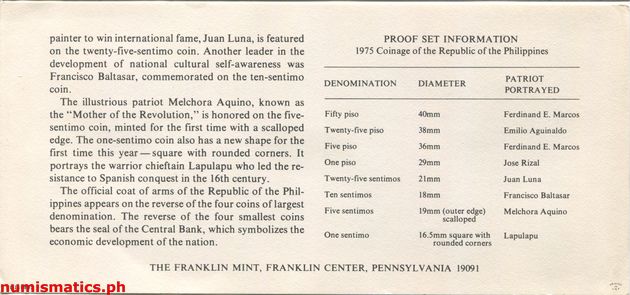 painter to win international fame, Juan Luna, is featured
on the twenty-five-sentimo coin. Another leader in the
development of national cultural self-awareness was
Francisco Baltasar, commemorated on the ten-sentimo
coin.
The illustrious patriot Melchora Aquino, known as
the "Mother of the Revolution," is honored on the five-
sentimo coin, minted for the first time with a scalloped
edge. The one-sentimo coin also has a new shape for the
first time this year—square with rounded corners. It
portrays the warrior chieftain Lapulapu who led the re-
sistance to Spanish conquest in the 16th century.
The official coat of arms of the Republic of the Phil-
ippines appears on the reverse of the four coins of largest
denomination. The reverse of the four smallest coins
bears the seal of the Central Bank, which symbolizes the
economic development of the nation.
PROOF SET INFORMATION
1975 Coinage of the Republic of the Philippines
DENOMINATION DIAMETER PATRIOT
PORTRAYED
Fifty piso 40mm Ferdinand E. Marcos
Twenty-five piso 38mm Emilio Aguinaldo
Five piso 36mm Ferdinand E. Marcos
One piso 29mm Jose Rizal
Twenty-five sentimos 21mm Juan Luna
Ten sentimos 18mm Francisco Baltasar
Five sentimos 19mm (outer edge) Melchora Aquino
scalloped
One sentimo 16.5mm square with Lapulapu
rounded corners
THE FRANKLIN MINT, FRANKLIN CENTER, PENNSYLVANIA 19091
numismatics.ph